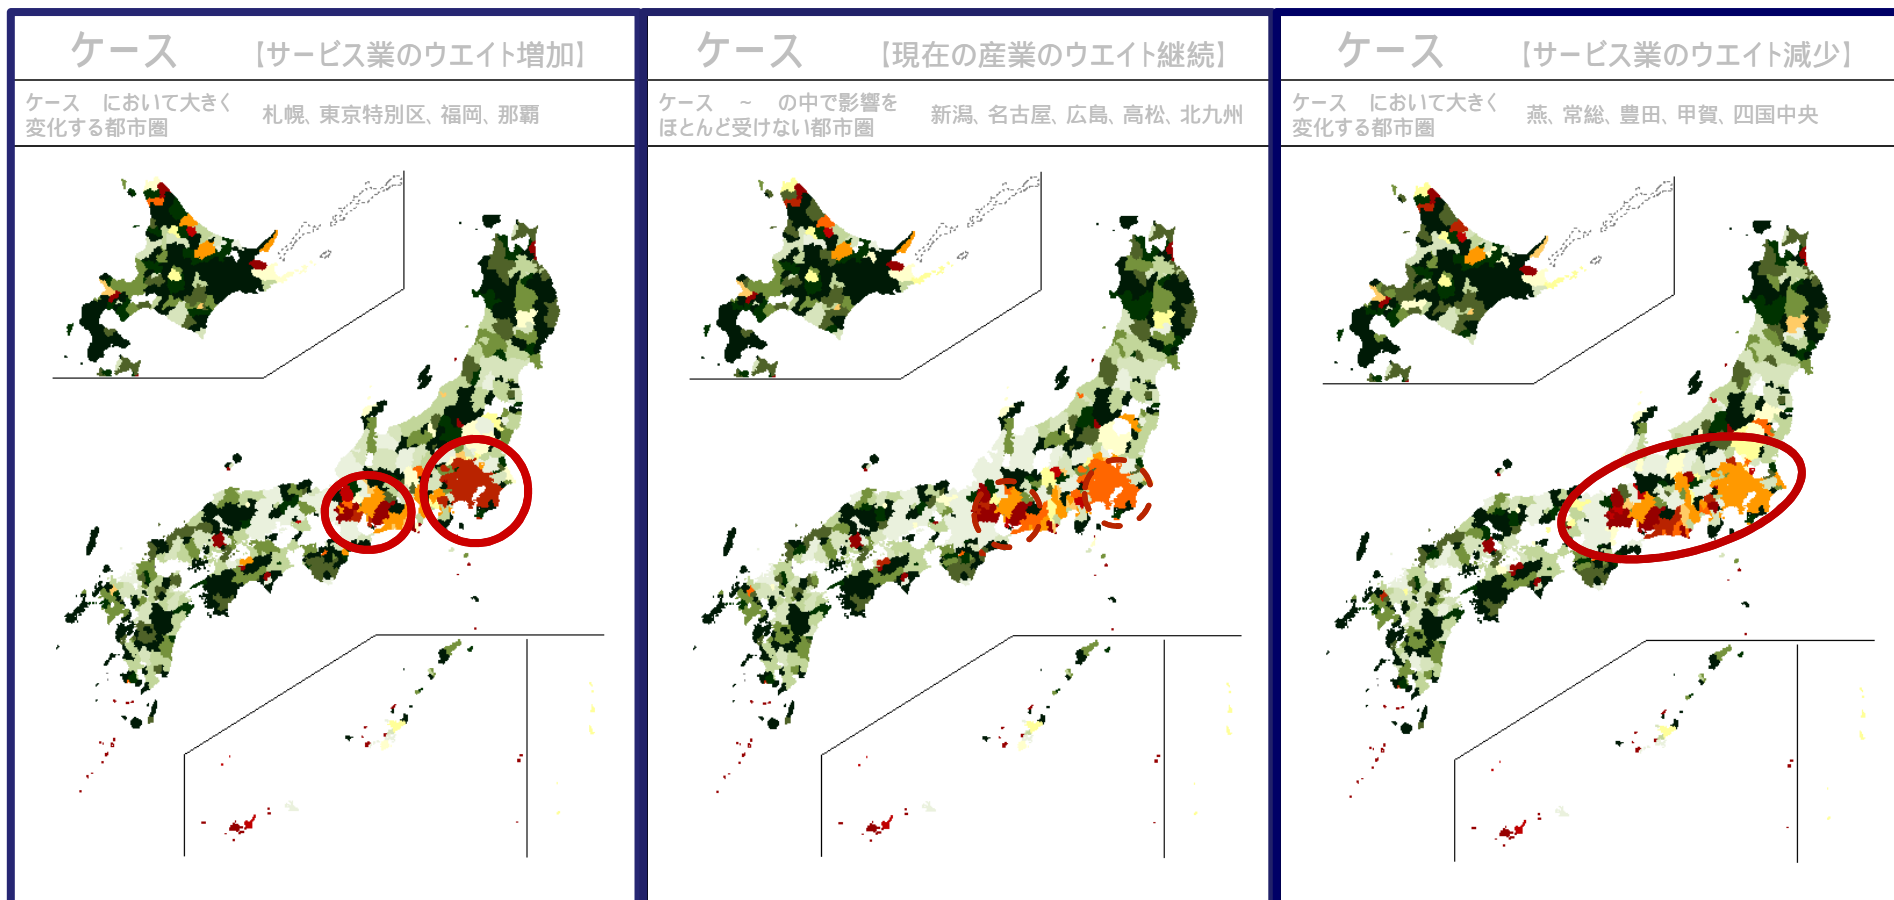 ケース 【サービス業のウエイト増加】
ケース において大きく
変化する都市圏
札幌、東京特別区、福岡、那覇
ケース 【現在の産業のウエイト継続】
ケース ~ の中で影響を
ほとんど受けない都市圏
新潟、名古屋、広島、高松、北九州
ケース 【サービス業のウエイト減少】
ケース において大きく
変化する都市圏
燕、常総、豊田、甲賀、四国中央